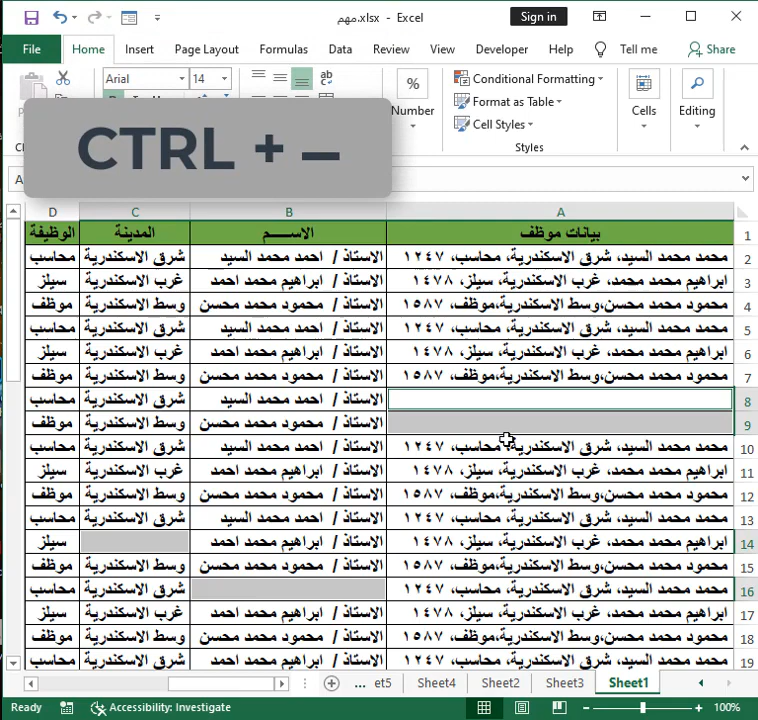 مهم.xlsx - Excel
Sign in
File Home Insert Page Layout Formulas Data Review View Developer Help Tell me Share
Arial 14
ab
%
Number
Conditional Formatting
Format as Table
Cell Styles
Styles
Cells
Editing
CTRL + –
A B C D
1 بيانات موظف الاســـم المدينة الوظيفة
2 محمد محمد السيد، شرق الاسكندرية، محاسب، ١٢٤٧ الاستاذ / احمد محمد السيد شرق الاسكندرية محاسب
3 ابراهيم محمد محمد، غرب الاسكندرية، سيلز، ١٤٧٨ الاستاذ / ابراهيم محمد احمد غرب الاسكندرية سيلز
4 محمود محمد محسن،وسط الاسكندرية،موظف، ١٥٨٧ الاستاذ / محمود محمد محسن وسط الاسكندرية موظف
5 محمد محمد السيد، شرق الاسكندرية، محاسب، ١٢٤٧ الاستاذ / احمد محمد السيد شرق الاسكندرية محاسب
6 ابراهيم محمد محمد، غرب الاسكندرية، سيلز، ١٤٧٨ الاستاذ / ابراهيم محمد احمد غرب الاسكندرية سيلز
7 محمود محمد محسن،وسط الاسكندرية،موظف، ١٥٨٧ الاستاذ / محمود محمد محسن وسط الاسكندرية موظف
8 الاستاذ / احمد محمد السيد شرق الاسكندرية محاسب
9 الاستاذ / محمود محمد محسن وسط الاسكندرية موظف
10 محمد محمد السيد، شرق الاسكندرية، محاسب، ١٢٤٧ الاستاذ / احمد محمد السيد شرق الاسكندرية محاسب
11 ابراهيم محمد محمد، غرب الاسكندرية، سيلز، ١٤٧٨ الاستاذ / ابراهيم محمد احمد غرب الاسكندرية سيلز
12 محمود محمد محسن،وسط الاسكندرية،موظف، ١٥٨٧ الاستاذ / محمود محمد محسن وسط الاسكندرية موظف
13 محمد محمد السيد، شرق الاسكندرية، محاسب، ١٢٤٧ الاستاذ / احمد محمد السيد شرق الاسكندرية محاسب
14 ابراهيم محمد محمد، غرب الاسكندرية، سيلز، ١٤٧٨ الاستاذ / ابراهيم محمد احمد سيلز
15 محمود محمد محسن،وسط الاسكندرية،موظف، ١٥٨٧ الاستاذ / محمود محمد محسن وسط الاسكندرية موظف
16 محمد محمد السيد، شرق الاسكندرية، محاسب، ١٢٤٧ شرق الاسكندرية محاسب
17 ابراهيم محمد محمد، غرب الاسكندرية، سيلز، ١٤٧٨ الاستاذ / ابراهيم محمد احمد غرب الاسكندرية سيلز
18 محمود محمد محسن،وسط الاسكندرية،موظف، ١٥٨٧ الاستاذ / محمود محمد محسن وسط الاسكندرية موظف
19 محمد محمد السيد، شرق الاسكندرية، محاسب، ١٢٤٧ الاستاذ / ابراهيم محمد احمد شرق الاسكندرية محاسب
... et5 Sheet4 Sheet2 Sheet3 Sheet1
Ready Accessibility: Investigate 100%